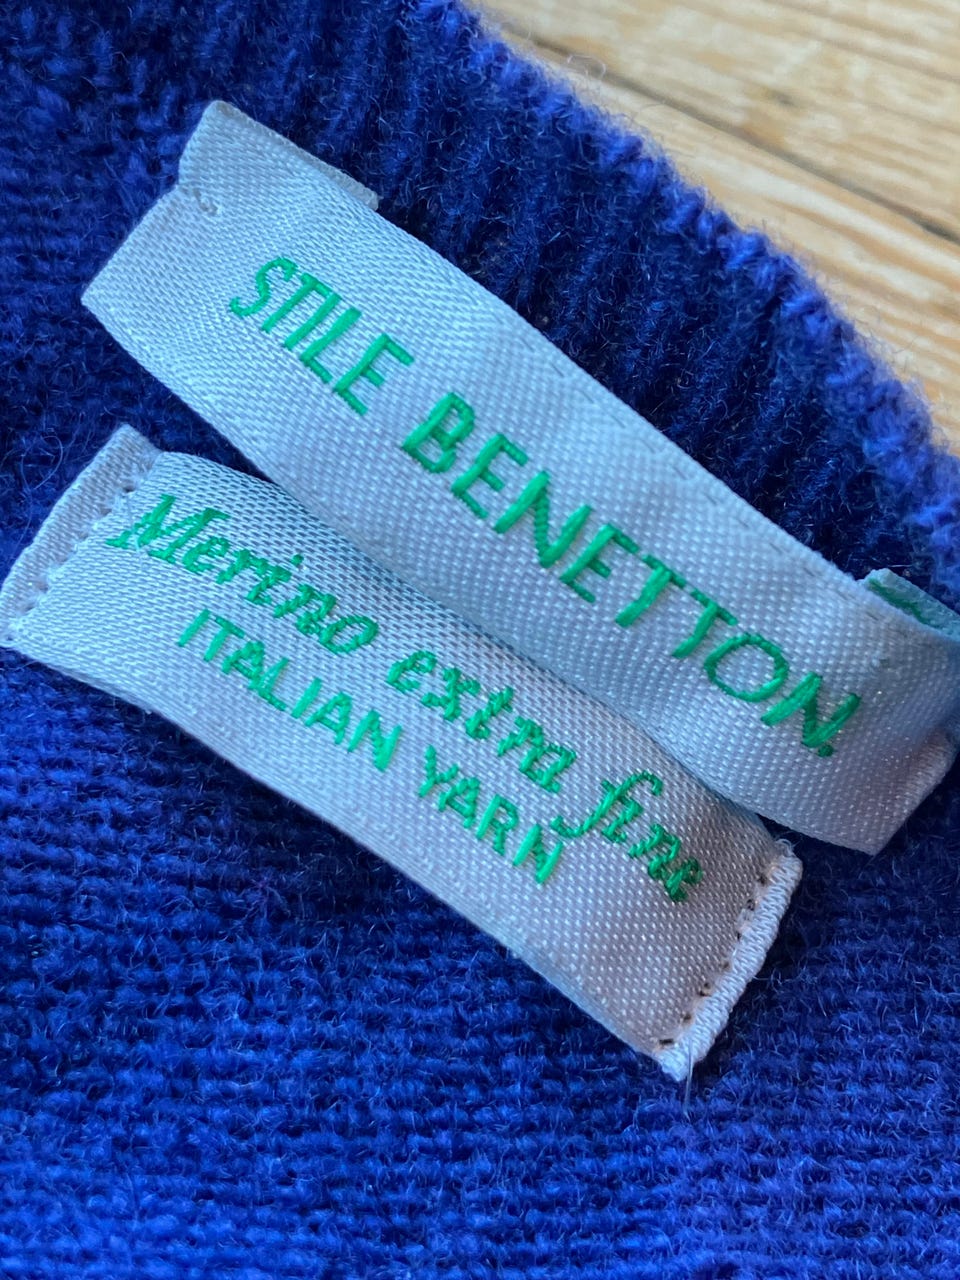 STILE BENETTON.
Merino extra fine
ITALIAN YARN